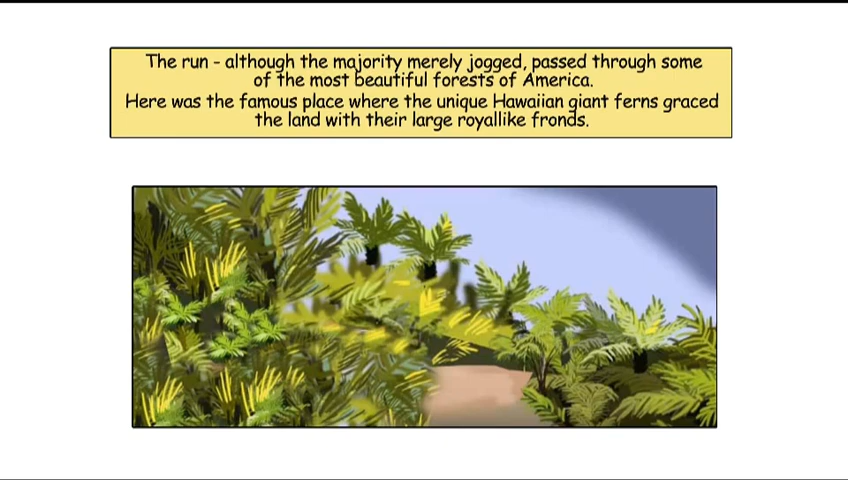 The run - although the majority merely jogged, passed through some
of the most beautiful forests of America.
Here was the famous place where the unique Hawaiian giant ferns graced
the land with their large royallike fronds.